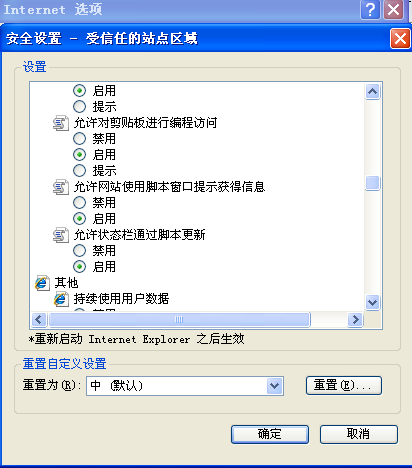 Internet 选项
安全设置 - 受信任的站点区域
设置
启用
提示
允许对剪贴板进行编程访问
禁用
启用
提示
允许网站使用脚本窗口提示获得信息
禁用
启用
允许状态栏通过脚本更新
禁用
启用
其他
持续使用用户数据
*重新启动 Internet Explorer 之后生效
重置自定义设置
重置为(R): 中 (默认) 重置(E)...
确定 取消